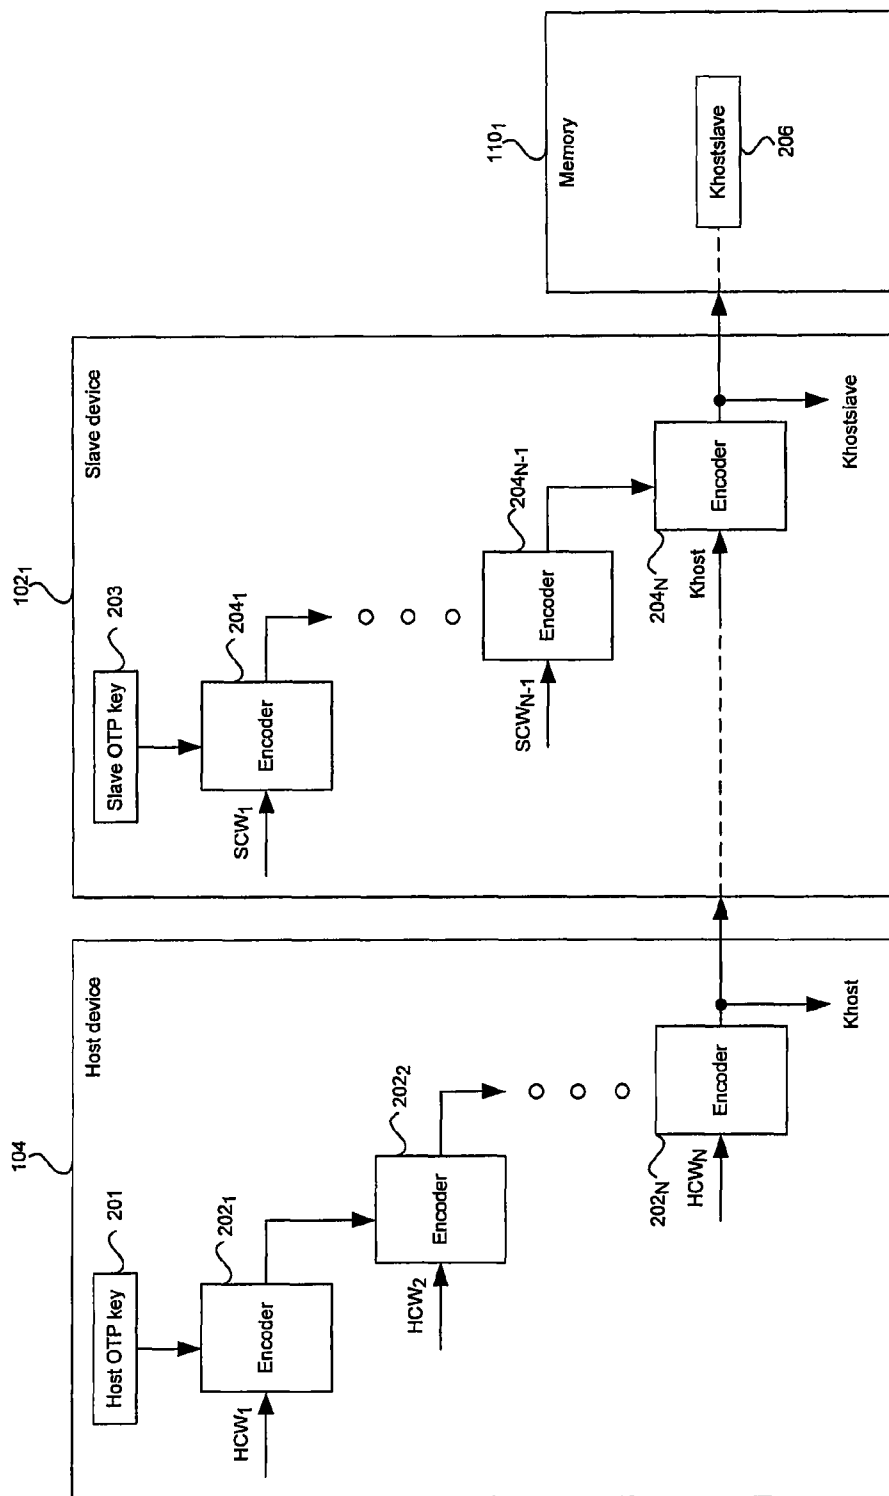 104
Host device
Host OTP key
201
HCW1
Encoder
2021
HCW2
Encoder
2022
HCWN
Encoder
202N
Khost
1021
Slave device
Slave OTP key
203
SCW1
Encoder
2041
SCWN-1
Encoder
204N-1
Khost
Encoder
204N
Khostslave
1101
Memory
Khostslave
206